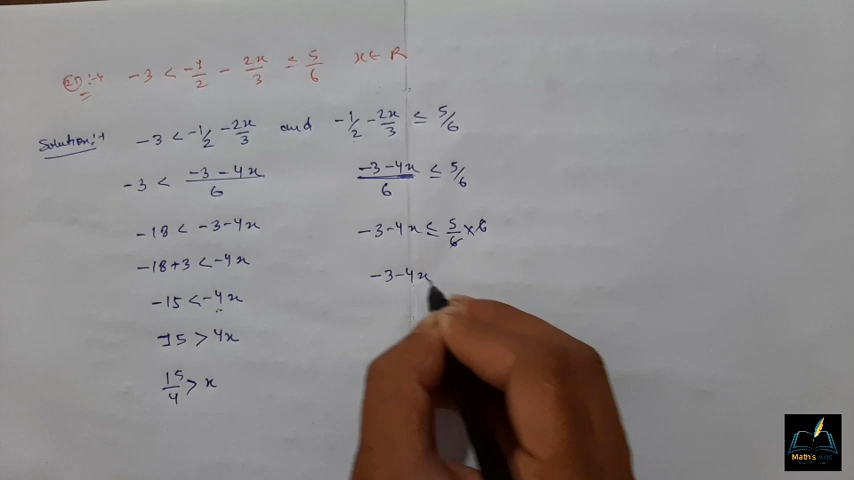 (21) :→ -3 < -1/2 - 2x/3 ≤ 5/6 x ∈ R
Solution :→ -3 < -1/2 - 2x/3 and -1/2 - 2x/3 ≤ 5/6
-3 < (-3-4x)/6 (-3-4x)/6 ≤ 5/6
-18 < -3-4x -3-4x ≤ 5/6 × 6
-18+3 < -4x -3-4x
-15 < -4x
15 > 4x
15/4 > x
Math's